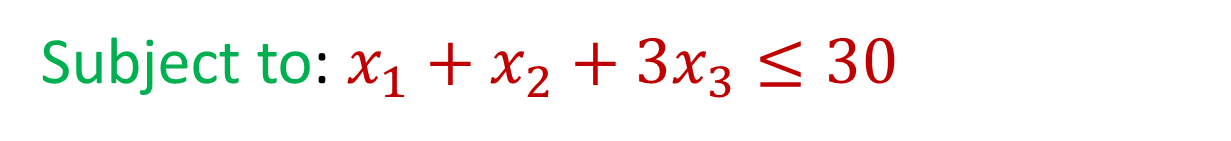 Subject to: x₁ + x₂ + 3x₃ ≤ 30